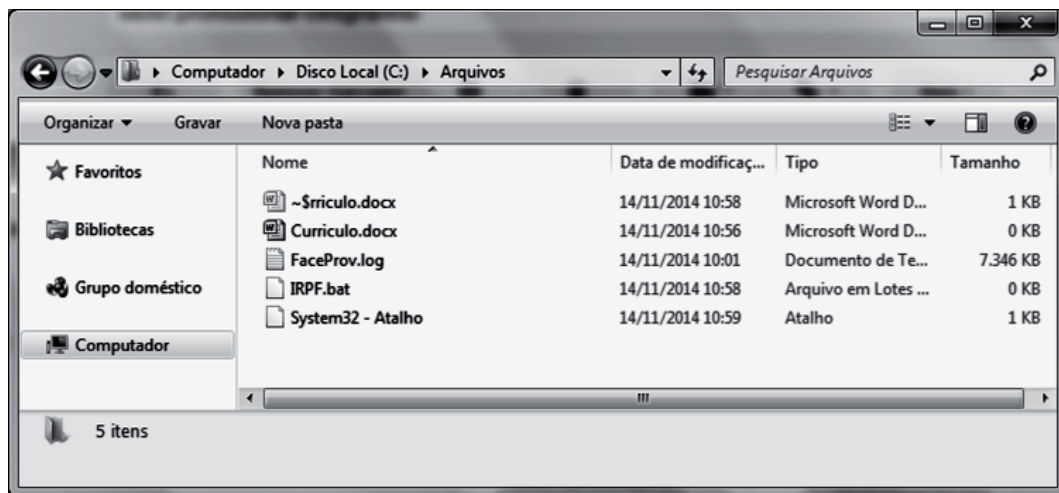 Computador Disco Local (C:) Arquivos Pesquisar Arquivos
Organizar Gravar Nova pasta
Favoritos
Bibliotecas
Grupo doméstico
Computador
Nome Data de modificaç... Tipo Tamanho
~$rriculo.docx 14/11/2014 10:58 Microsoft Word D... 1 KB
Curriculo.docx 14/11/2014 10:56 Microsoft Word D... 0 KB
FaceProv.log 14/11/2014 10:01 Documento de Te... 7.346 KB
IRPF.bat 14/11/2014 10:58 Arquivo em Lotes ... 0 KB
System32 - Atalho 14/11/2014 10:59 Atalho 1 KB
5 itens